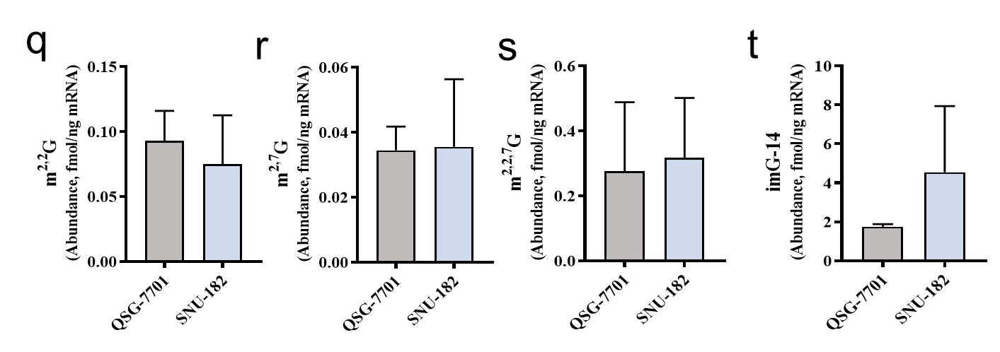 q
m2,2G
(Abundance, fmol/ng mRNA)
0.15
0.10
0.05
0.00
QSG-7701
SNU-182
r
m2,7G
(Abundance, fmol/ng mRNA)
0.06
0.04
0.02
0.00
QSG-7701
SNU-182
s
m2,2,7G
(Abundance, fmol/ng mRNA)
0.6
0.4
0.2
0.0
QSG-7701
SNU-182
t
imG-14
(Abundance, fmol/ng mRNA)
10
8
6
4
2
0
QSG-7701
SNU-182